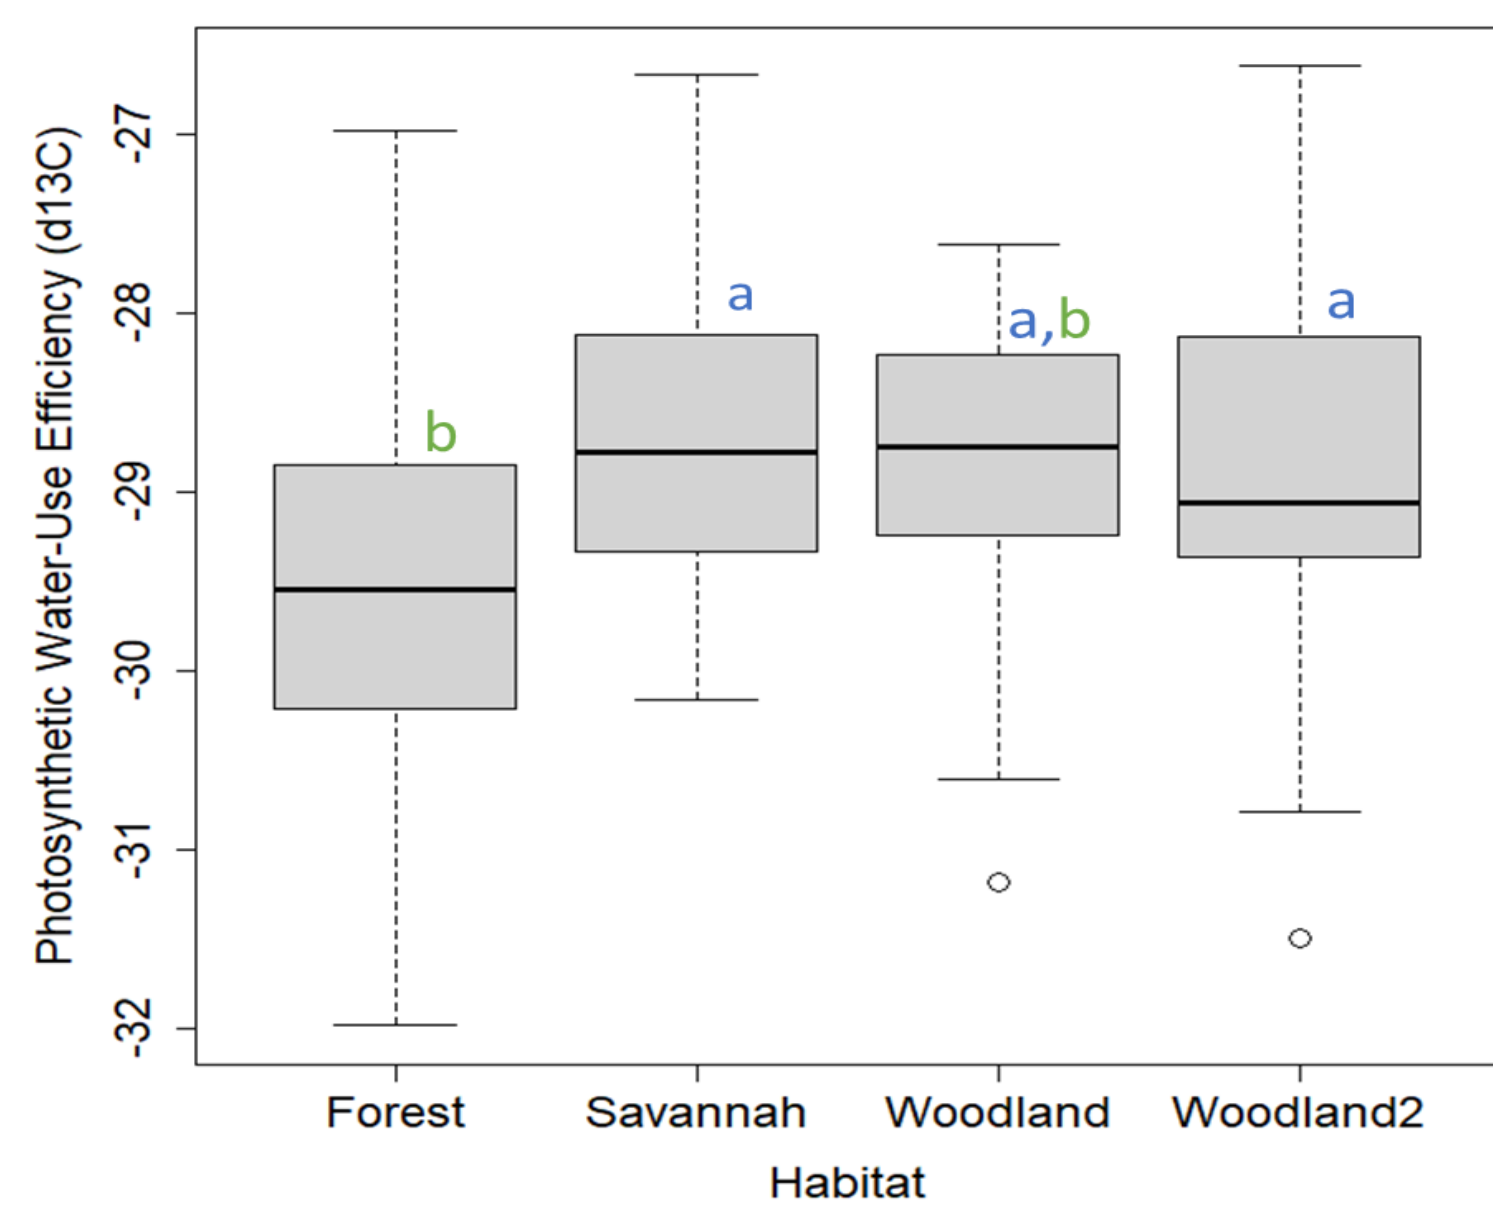 Photosynthetic Water-Use Efficiency (d13C)
-27
-28
-29
-30
-31
-32
b
a
a,b
a
Forest
Savannah
Woodland
Woodland2
Habitat